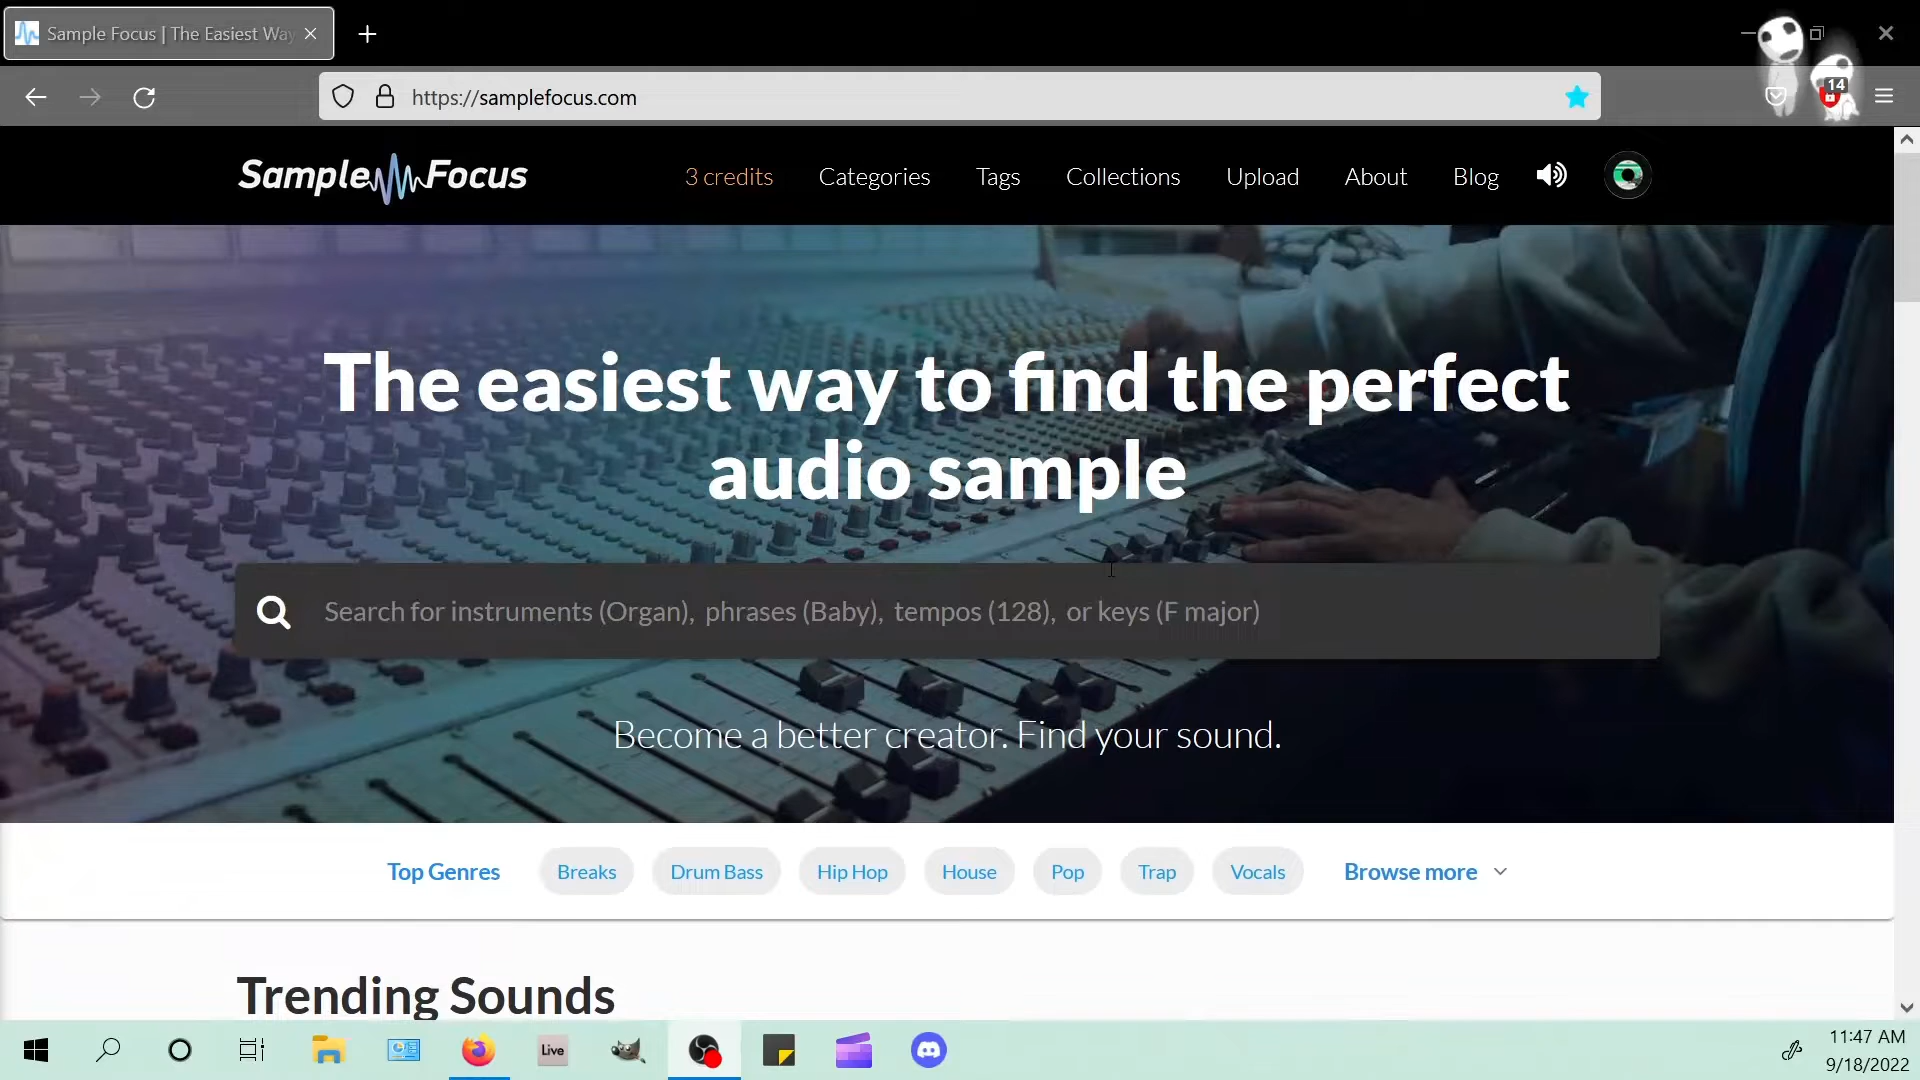 Sample Focus | The Easiest Way
https://samplefocus.com
14
Sample Focus
3 credits
Categories
Tags
Collections
Upload
About
Blog
The easiest way to find the perfect
audio sample
Search for instruments (Organ), phrases (Baby), tempos (128), or keys (F major)
Become a better creator. Find your sound.
Top Genres
Breaks
Drum Bass
Hip Hop
House
Pop
Trap
Vocals
Browse more
Trending Sounds
Live
11:47 AM
9/18/2022